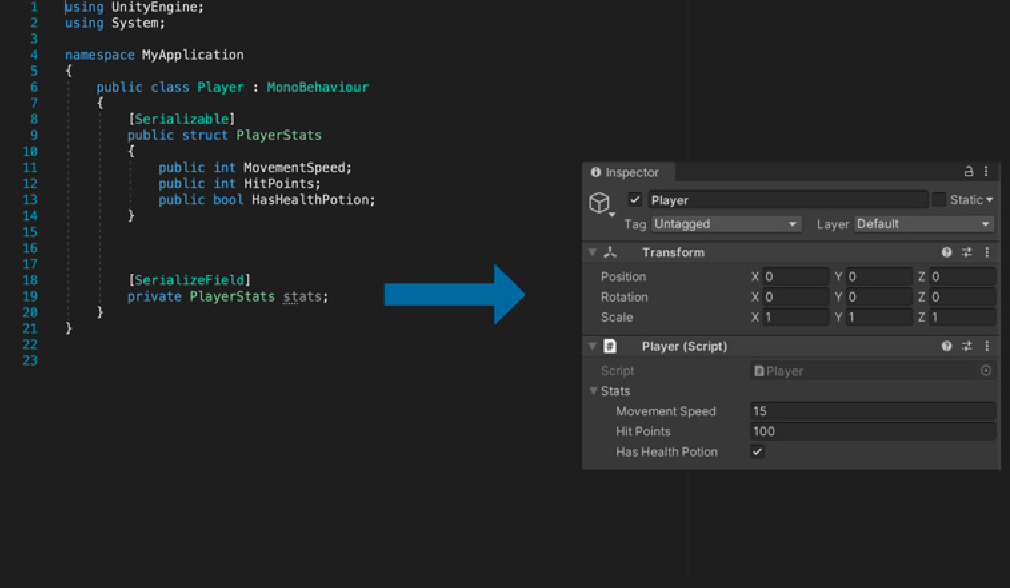 1 using UnityEngine;
2 using System;
3
4 namespace MyApplication
5 {
6 public class Player : MonoBehaviour
7 {
8 [Serializable]
9 public struct PlayerStats
10 {
11 public int MovementSpeed;
12 public int HitPoints;
13 public bool HasHealthPotion;
14 }
15
16
17
18 [SerializeField]
19 private PlayerStats stats;
20 }
21 }
22
23
Inspector
Player Static
Tag Untagged Layer Default
Transform
Position X 0 Y 0 Z 0
Rotation X 0 Y 0 Z 0
Scale X 1 Y 1 Z 1
# Player (Script)
Script Player
Stats
Movement Speed 15
Hit Points 100
Has Health Potion